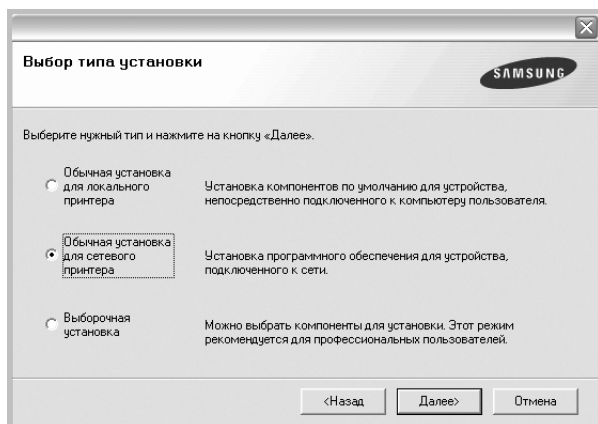 Выбор типа установки
SAMSUNG
Выберите нужный тип и нажмите на кнопку «Далее».
Обычная установка
для локального
принтера
Установка компонентов по умолчанию для устройства,
непосредственно подключенного к компьютеру пользователя.
Обычная установка
для сетевого
принтера
Установка программного обеспечения для устройства,
подключенного к сети.
Выборочная
установка
Можно выбрать компоненты для установки. Этот режим
рекомендуется для профессиональных пользователей.
<Назад
Далее>
Отмена